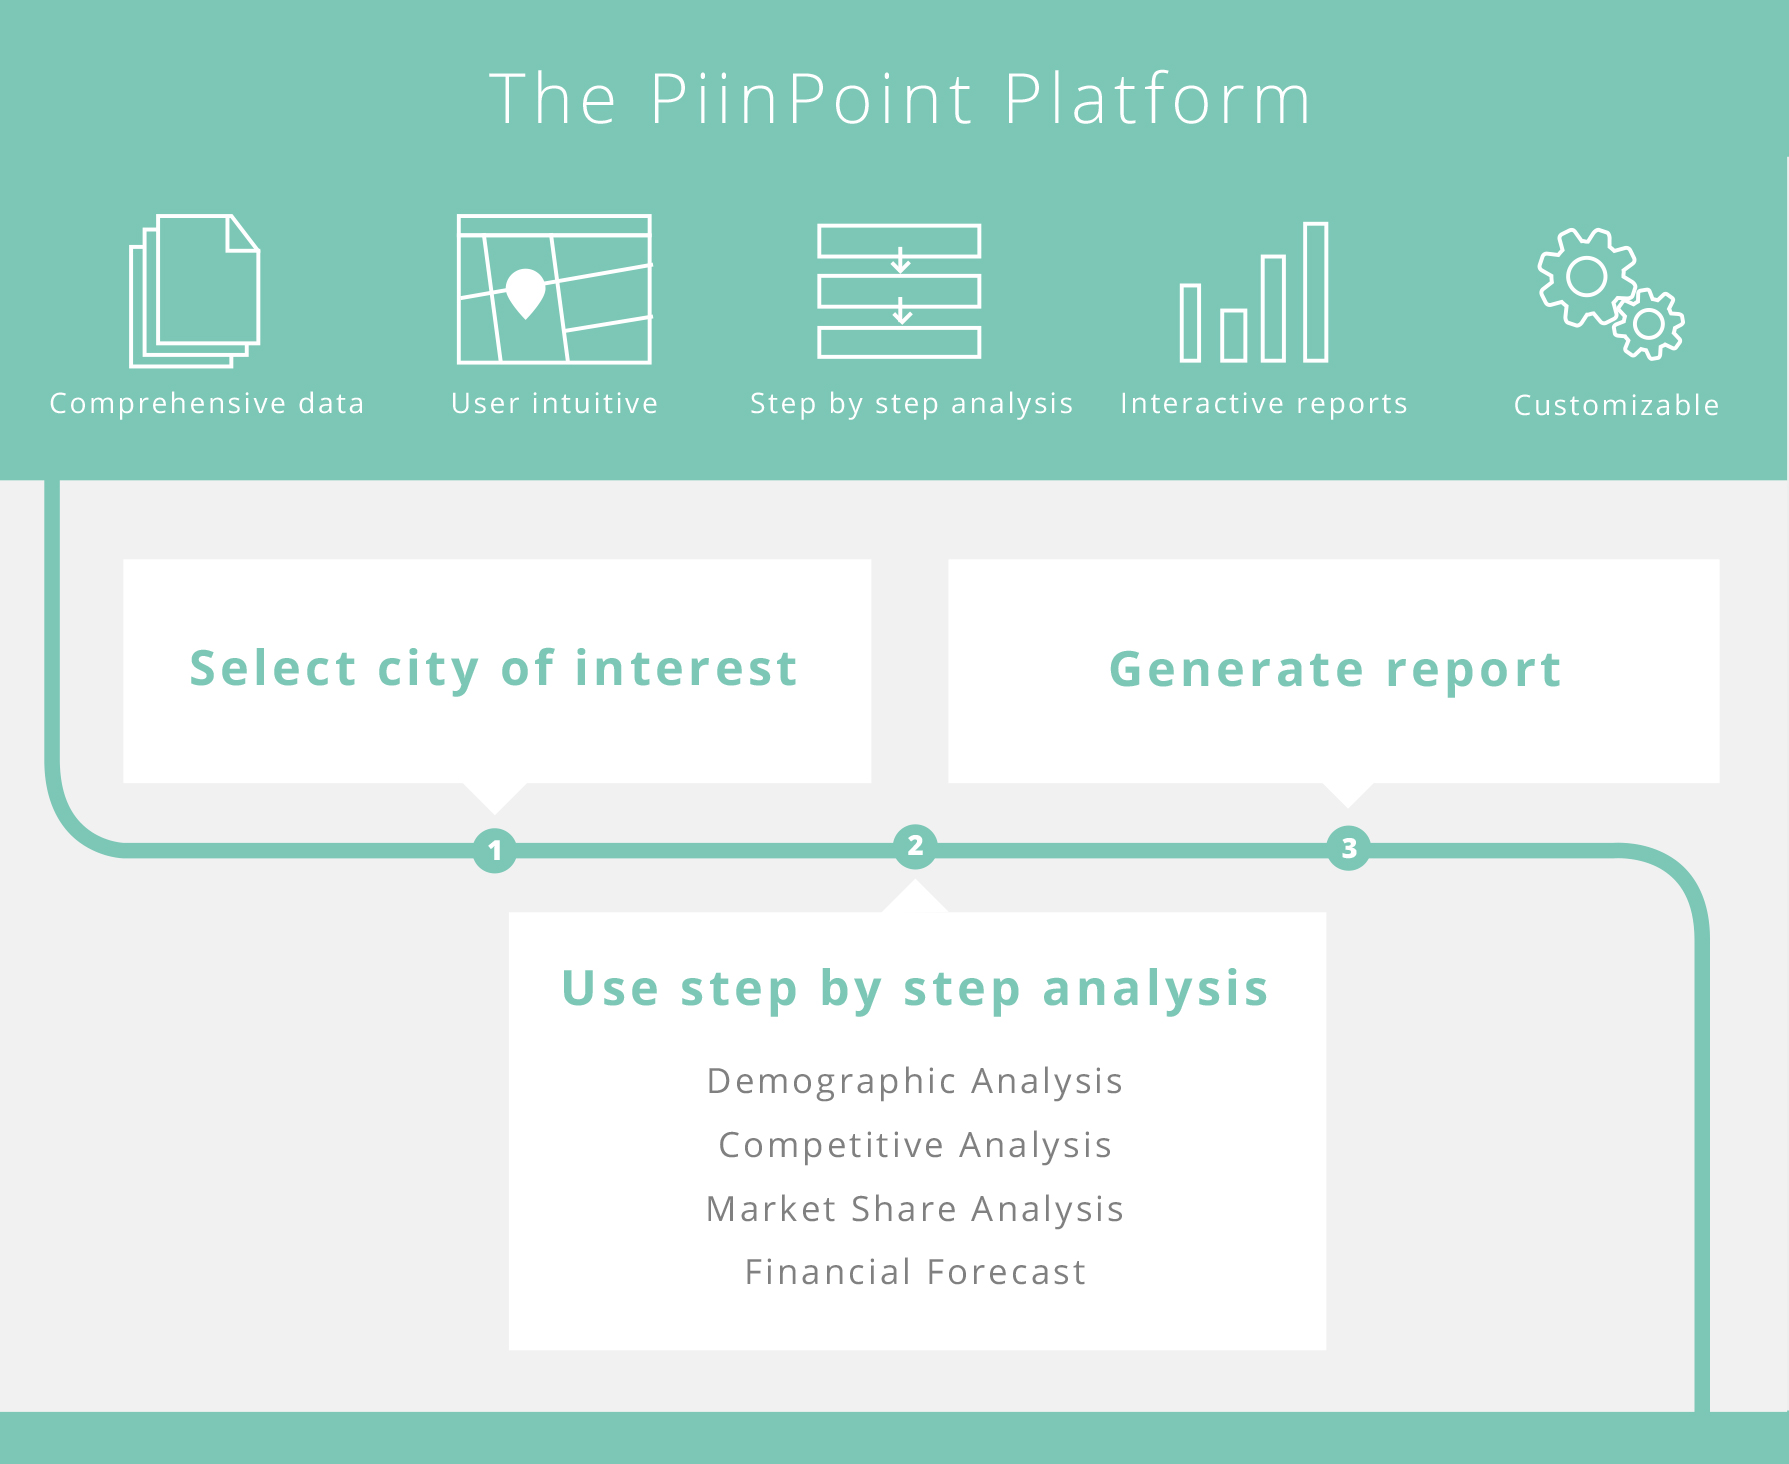 The PiinPoint Platform
Comprehensive data
User intuitive
Step by step analysis
Interactive reports
Customizable
Select city of interest
Generate report
1
2
3
Use step by step analysis
Demographic Analysis
Competitive Analysis
Market Share Analysis
Financial Forecast